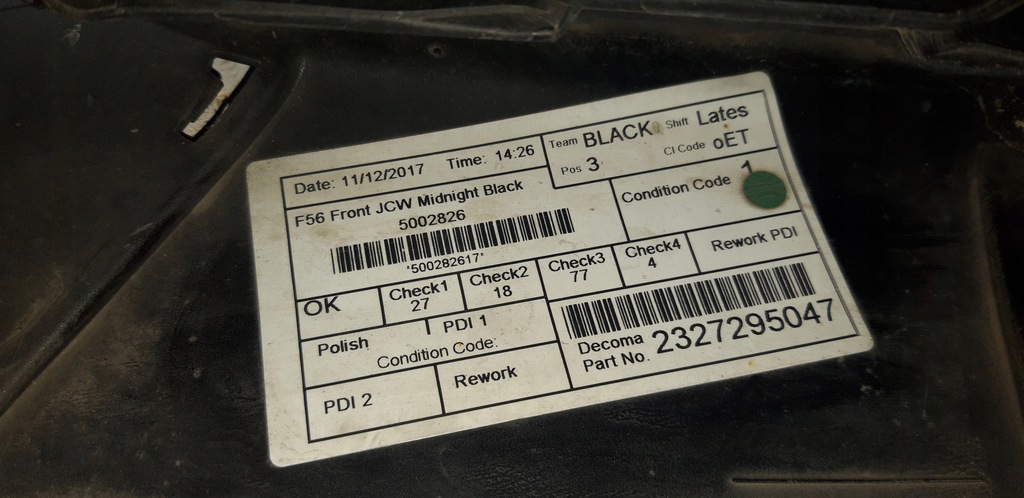 Date: 11/12/2017 Time: 14:26
Team BLACK Shift Lates
Pos 3 CI Code oET
F56 Front JCW Midnight Black
5002826
'500282617'
Condition Code 1
OK
Check1
27
Check2
18
Check3
77
Check4
4
Rework PDI
Polish
PDI 1
Condition Code:
Decoma
Part No. 2327295047
PDI 2
Rework